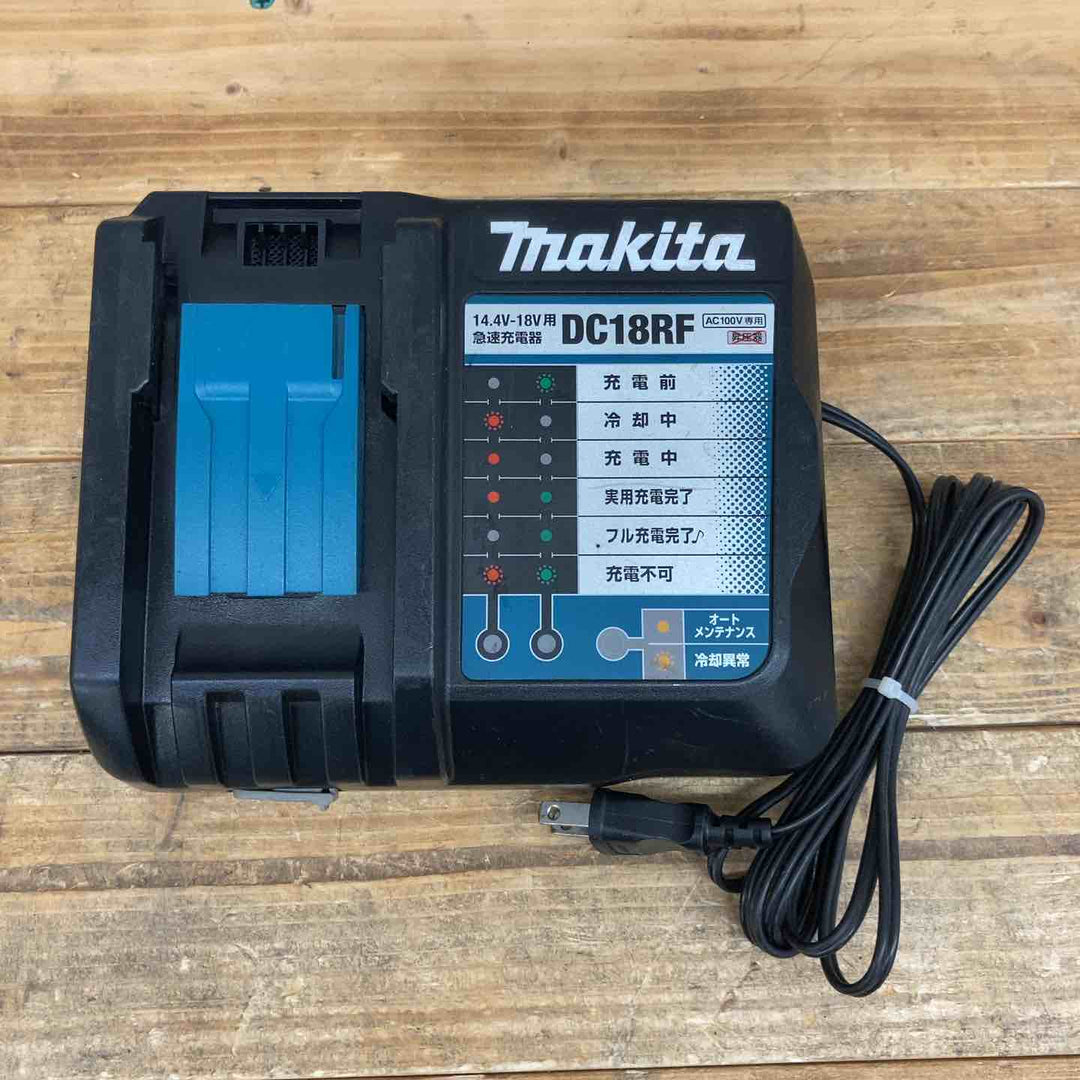 makita
14.4V-18V用
急速充電器
DC18RF
AC100V専用
昇圧器
充電前
冷却中
充電中
実用充電完了
フル充電完了♪
充電不可
オート
メンテナンス
冷却異常